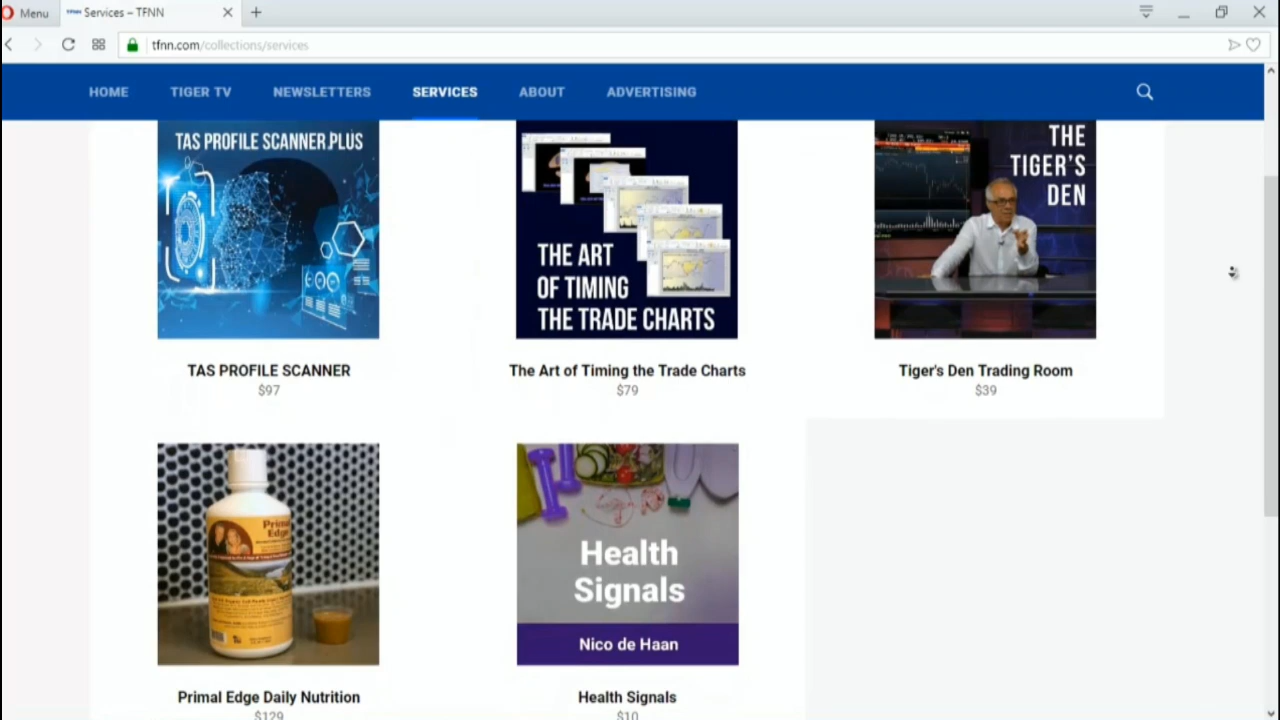 Menu
TFNN Services – TFNN
tfnn.com/collections/services
HOME TIGER TV NEWSLETTERS SERVICES ABOUT ADVERTISING
TAS PROFILE SCANNER PLUS
THE ART
OF TIMING
THE TRADE CHARTS
THE
TIGER'S
DEN
TAS PROFILE SCANNER
$97
The Art of Timing the Trade Charts
$79
Tiger's Den Trading Room
$39
Primal
Edge
Health
Signals
Nico de Haan
Primal Edge Daily Nutrition
$129
Health Signals
$10